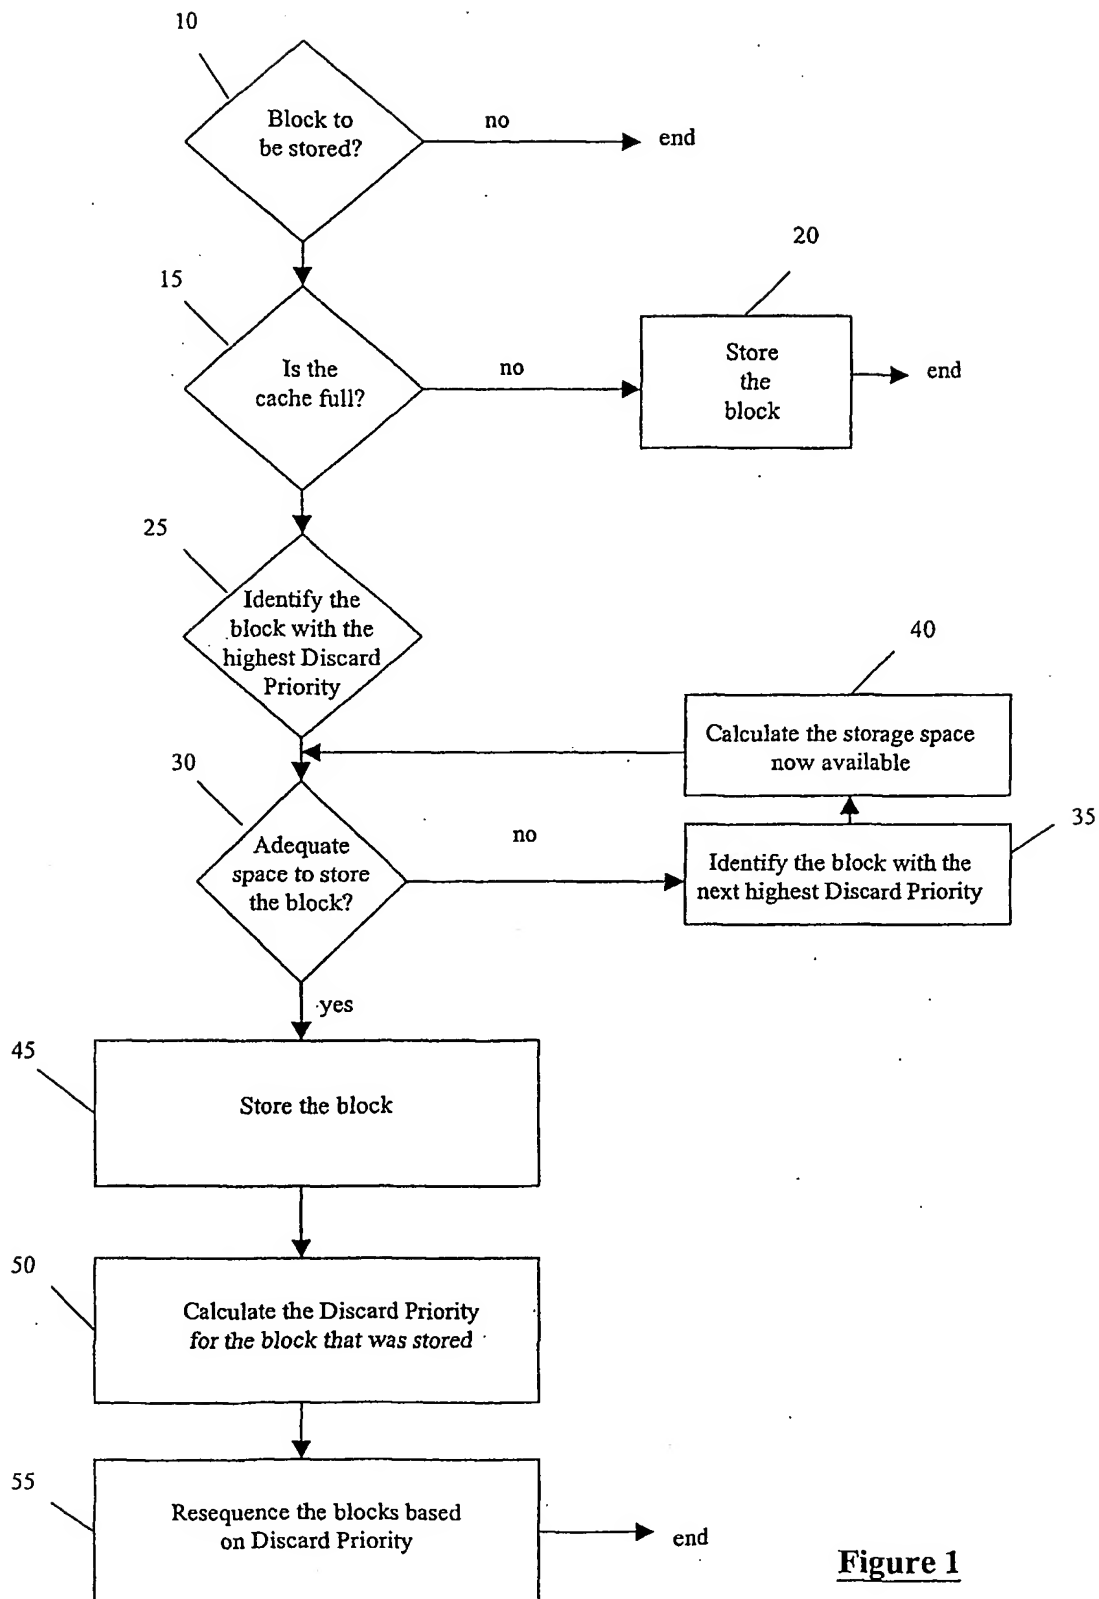 10
Block to
be stored?
no
end
15
20
Is the
cache full?
no
Store
the
block
end
25
Identify the
block with the
highest Discard
Priority
40
Calculate the storage space
now available
30
35
Adequate
space to store
the block?
no
Identify the block with the
next highest Discard Priority
yes
45
Store the block
50
Calculate the Discard Priority
for the block that was stored
55
Resequence the blocks based
on Discard Priority
end
Figure 1